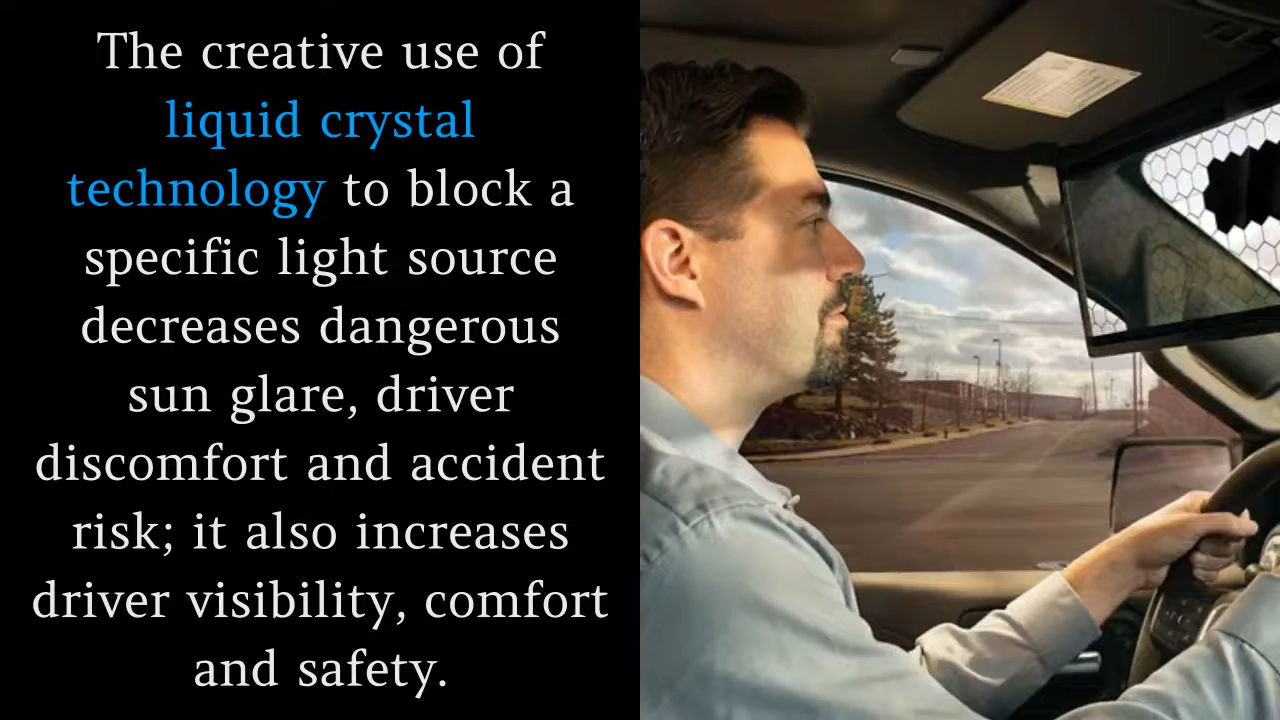 The creative use of
liquid crystal
technology to block a
specific light source
decreases dangerous
sun glare, driver
discomfort and accident
risk; it also increases
driver visibility, comfort
and safety.